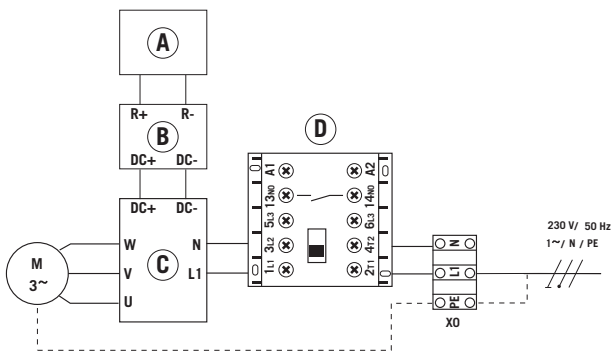 A
R+ R-
B
DC+ DC-
DC+ DC-
W N
C
V
L1
U
M
3~
D
A1 A2
13NO 14NO
5L3 6L3
3L2 4T2
1L1 2T1
N
L1
PE
X0
230 V/ 50 Hz
1~/ N / PE